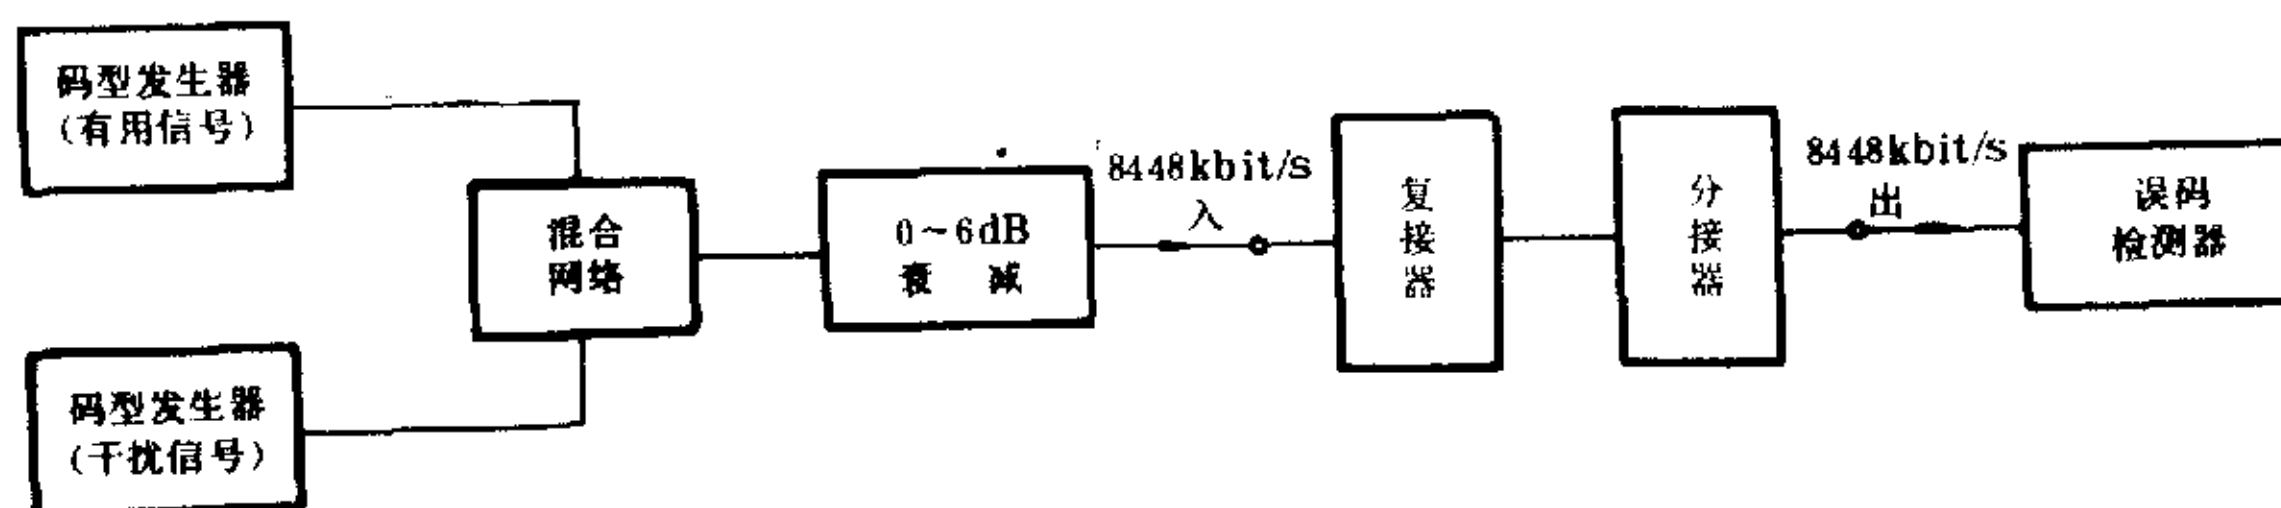 码型发生器
(有用信号)
混合
网络
0~6dB
衰 减
8448kbit/s
入
复
接
器
分
接
器
8448kbit/s
出
误码
检测器
码型发生器
(干扰信号)